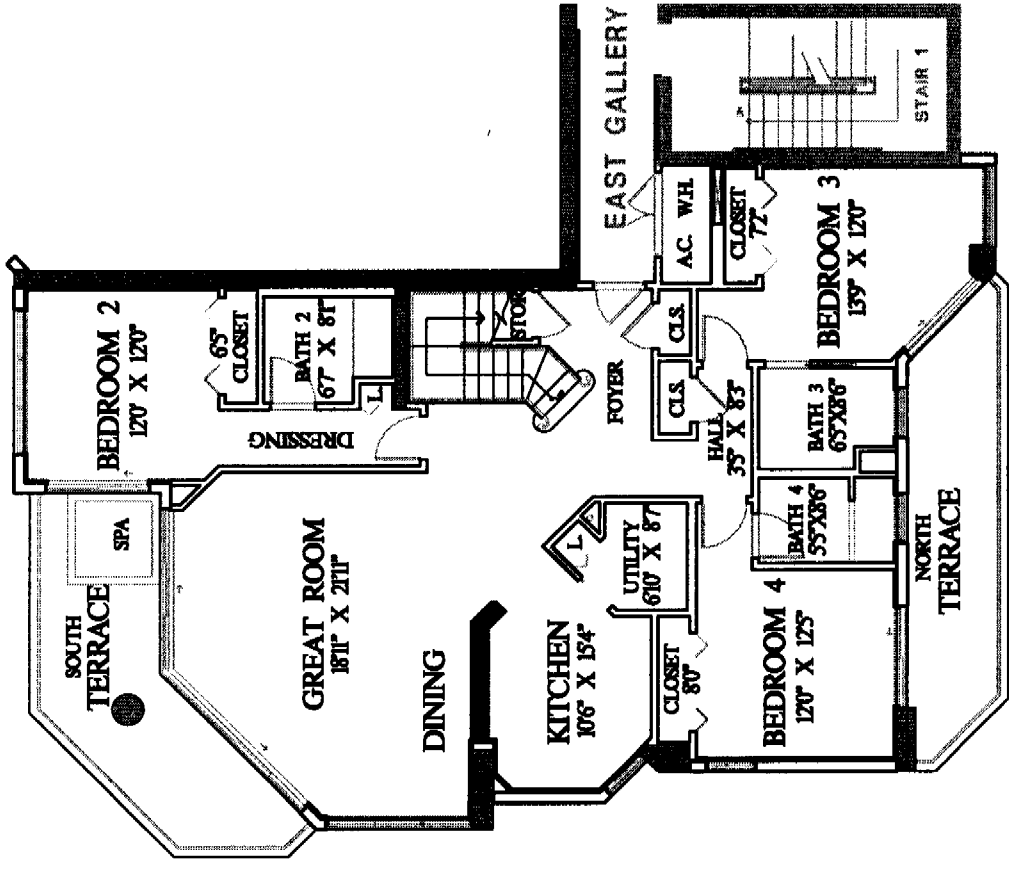 EAST GALLERY
STAIR 1
A.C. W.H.
CLOSET
7'2"
BEDROOM 3
13'9" X 12'0"
BEDROOM 2
12'0" X 12'0"
6'5"
CLOSET
BATH 2
6'7" X 8'1"
STOR
CLS.
CLS.
FOYER
L
DRESSING
HALL
3'5" X 8'3"
BATH 3
6'5"X8'6"
SPA
SOUTH
TERRACE
GREAT ROOM
18'11" X 21'11"
L
UTILITY
6'10" X 8'7"
BATH 4
5'5"X8'6"
NORTH
TERRACE
DINING
KITCHEN
10'6" X 15'4"
CLOSET
8'0"
BEDROOM 4
12'0" X 12'5"